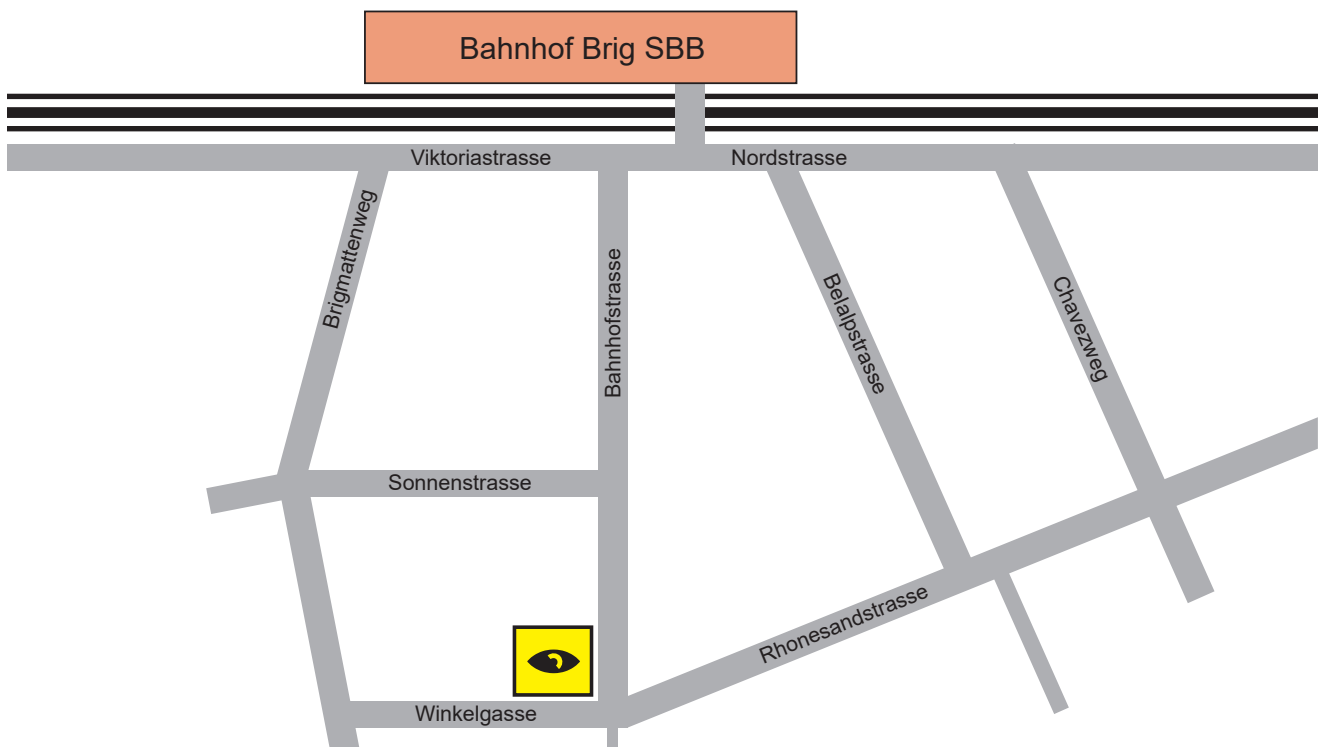 Bahnhof Brig SBB
Viktoriastrasse
Nordstrasse
Brigmattenweg
Bahnhofstrasse
Belalpstrasse
Chavezweg
Sonnenstrasse
Rhonesandstrasse
Winkelgasse